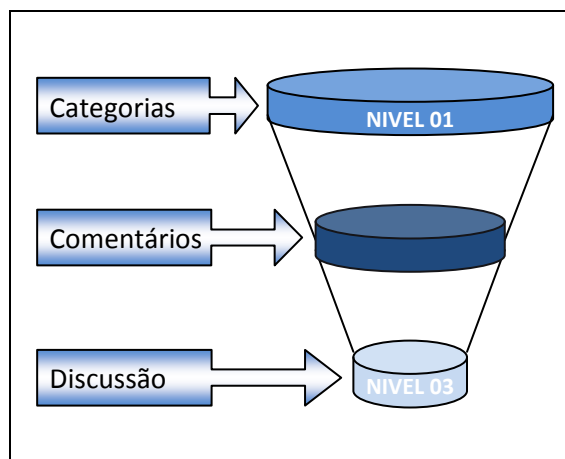 Categorias
NIVEL 01
Comentários
Discussão
NIVEL 03